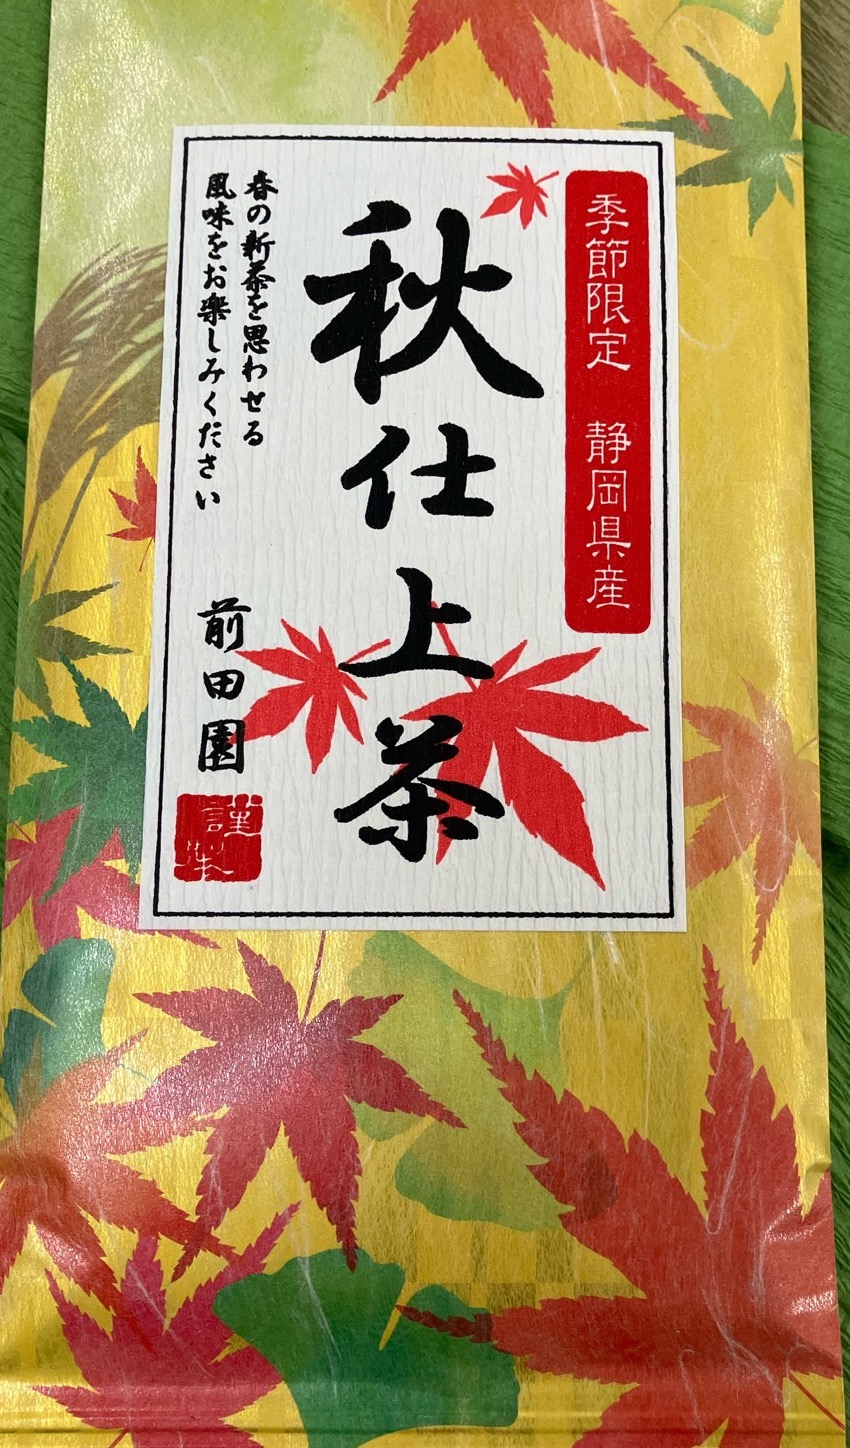 季節限定　静岡県産
秋仕上茶
春の新茶を思わせる
風味をお楽しみください
前田園
謹製